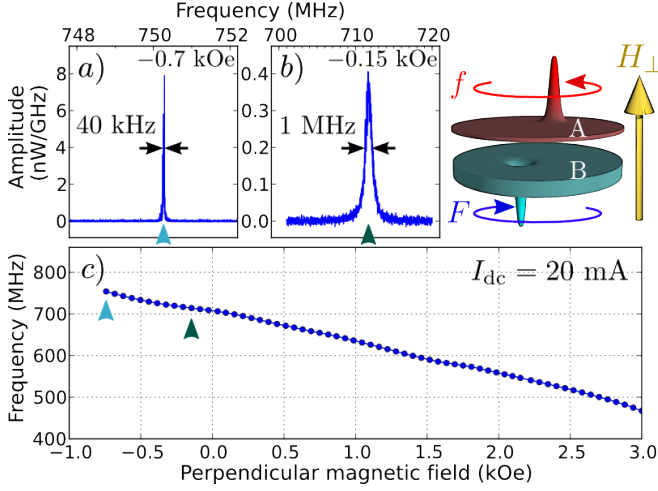 Frequency (MHz)
748 750 752
700 710 720
a)
−0.7 kOe
b)
−0.15 kOe
Amplitude
(nW/GHz)
8
6
4
2
0
40 kHz
0.4
0.3
0.2
0.1
0.0
1 MHz
f
A
B
F
H⊥
c)
I_dc = 20 mA
Frequency (MHz)
800
700
600
500
400
−1.0 −0.5 0.0 0.5 1.0 1.5 2.0 2.5 3.0
Perpendicular magnetic field (kOe)